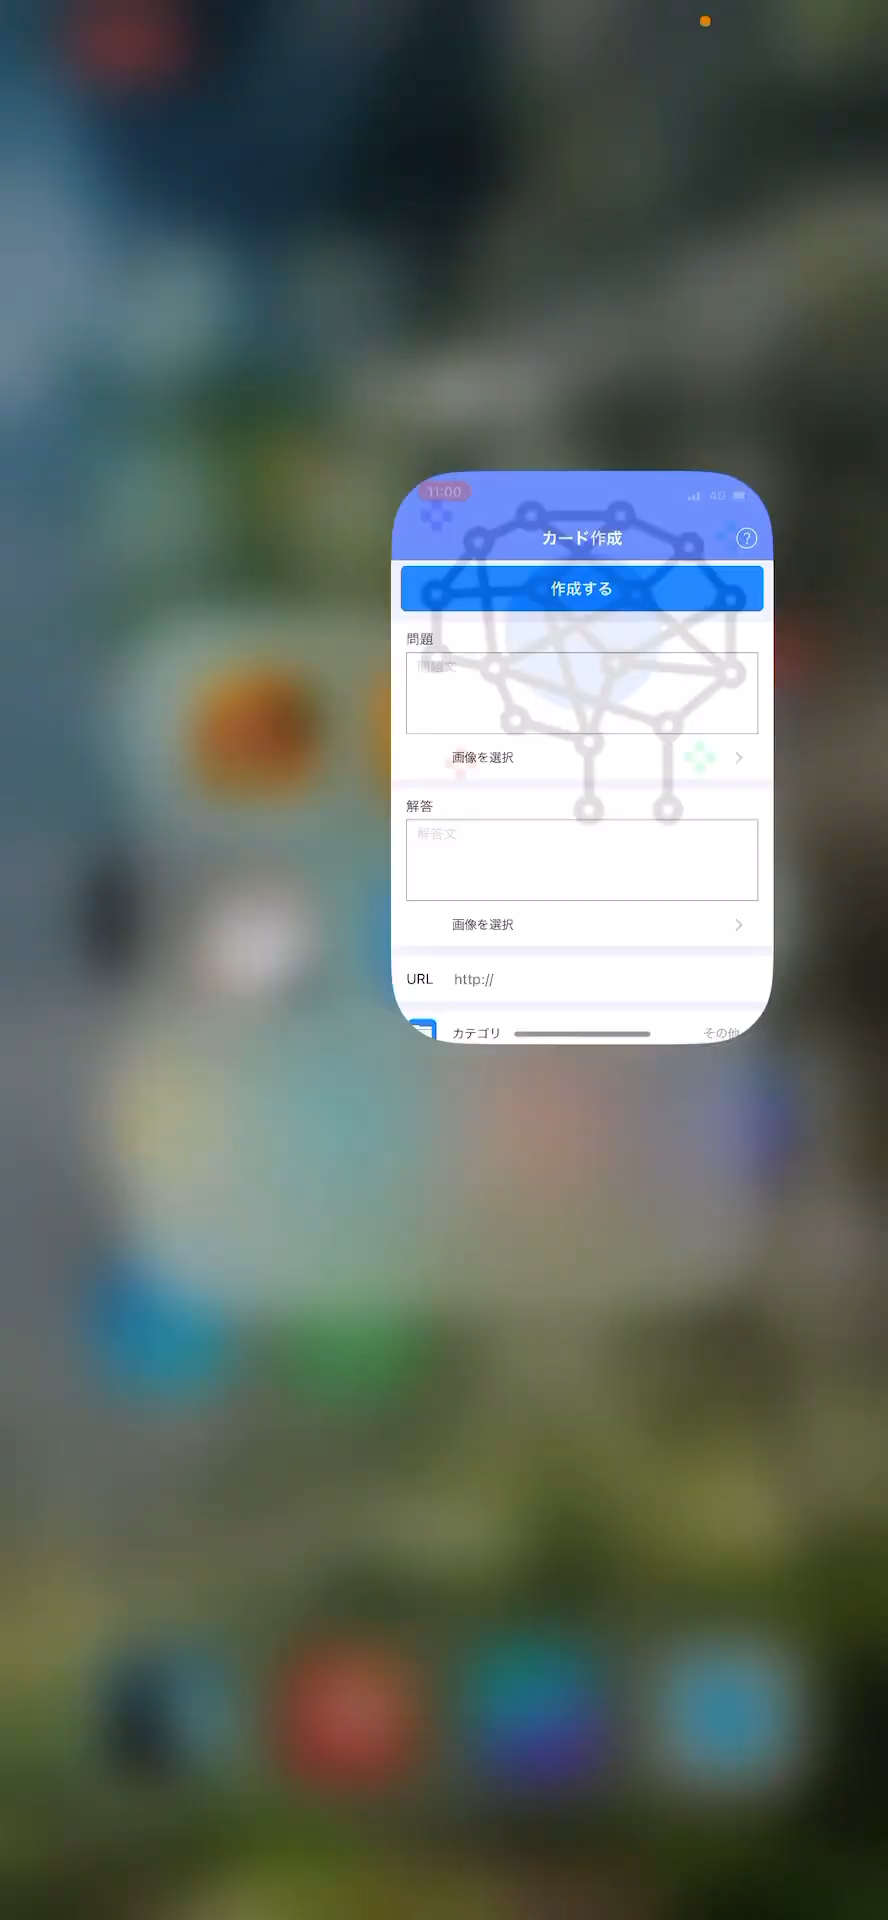 11:00
4G
カード作成
?
作成する
問題
問題文
画像を選択
解答
解答文
画像を選択
URL http://
カテゴリ その他